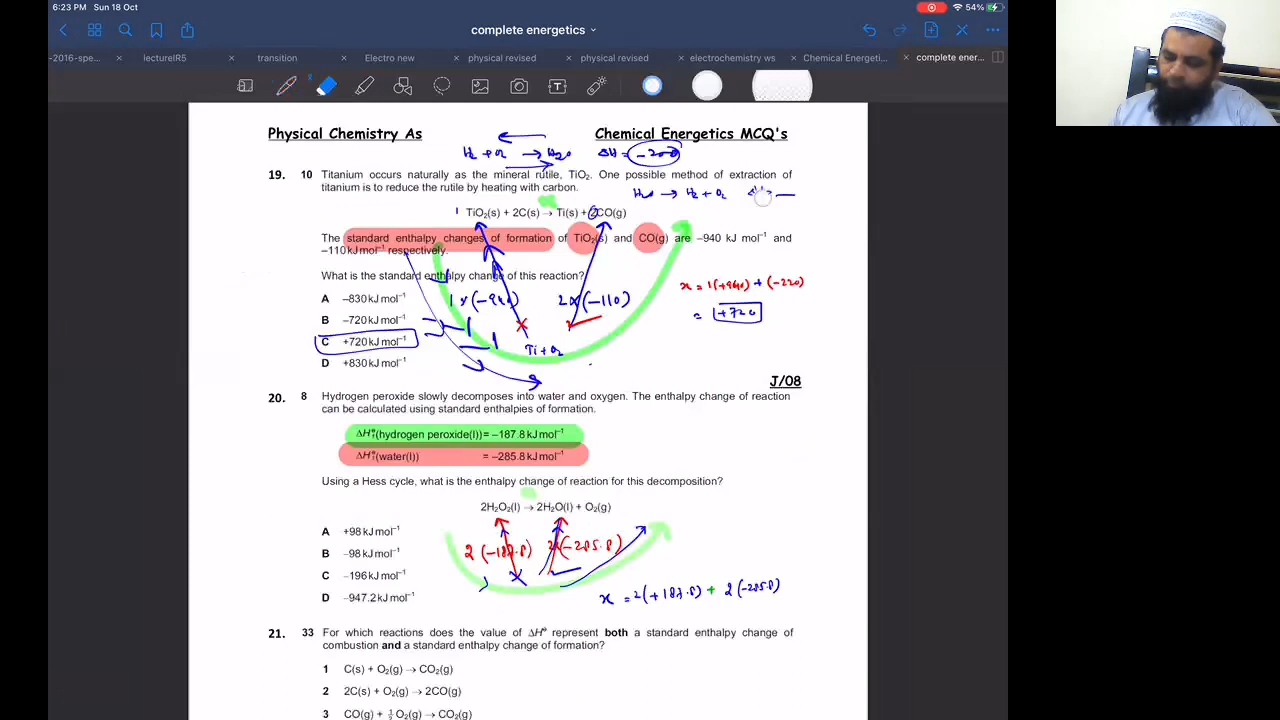 6:23 PM Sun 18 Oct
54%
complete energetics
-2016-spe...
lectureIR5
transition
Electro new
physical revised
physical revised
electrochemistry ws
Chemical Energeti...
complete ener...
Physical Chemistry As
Chemical Energetics MCQ's
H₂ + O₂ → H₂O ΔH = -200
19. 10 Titanium occurs naturally as the mineral rutile, TiO₂. One possible method of extraction of
titanium is to reduce the rutile by heating with carbon.
→ H₂ + O₂
1 TiO₂(s) + 2C(s) → Ti(s) + 2CO(g)
The standard enthalpy changes of formation of TiO₂(s) and CO(g) are –940 kJ mol⁻¹ and
–110 kJ mol⁻¹ respectively.
What is the standard enthalpy change of this reaction?
A –830 kJ mol⁻¹
B –720 kJ mol⁻¹
C +720 kJ mol⁻¹
D +830 kJ mol⁻¹
1 × (-940)
2 × (-110)
Ti + O₂
x = 1(+940) + (-220)
= +720
J/08
20. 8 Hydrogen peroxide slowly decomposes into water and oxygen. The enthalpy change of reaction
can be calculated using standard enthalpies of formation.
ΔH⦵f(hydrogen peroxide(l)) = –187.8 kJ mol⁻¹
ΔH⦵f(water(l)) = –285.8 kJ mol⁻¹
Using a Hess cycle, what is the enthalpy change of reaction for this decomposition?
2H₂O₂(l) → 2H₂O(l) + O₂(g)
A +98 kJ mol⁻¹
B –98 kJ mol⁻¹
C –196 kJ mol⁻¹
D –947.2 kJ mol⁻¹
2 (-187.8)
2 (-285.8)
x = 2(+187.8) + 2(-285.8)
21. 33 For which reactions does the value of ΔH⦵ represent both a standard enthalpy change of
combustion and a standard enthalpy change of formation?
1 C(s) + O₂(g) → CO₂(g)
2 2C(s) + O₂(g) → 2CO(g)
3 CO(g) + ½O₂(g) → CO₂(g)